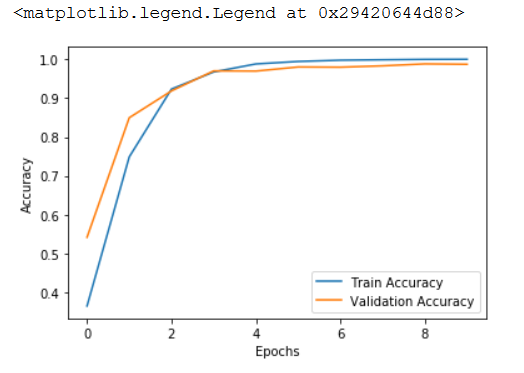 <matplotlib.legend.Legend at 0x29420644d88>
1.0
0.9
0.8
0.7
0.6
0.5
0.4
Accuracy
Train Accuracy
Validation Accuracy
0 2 4 6 8
Epochs